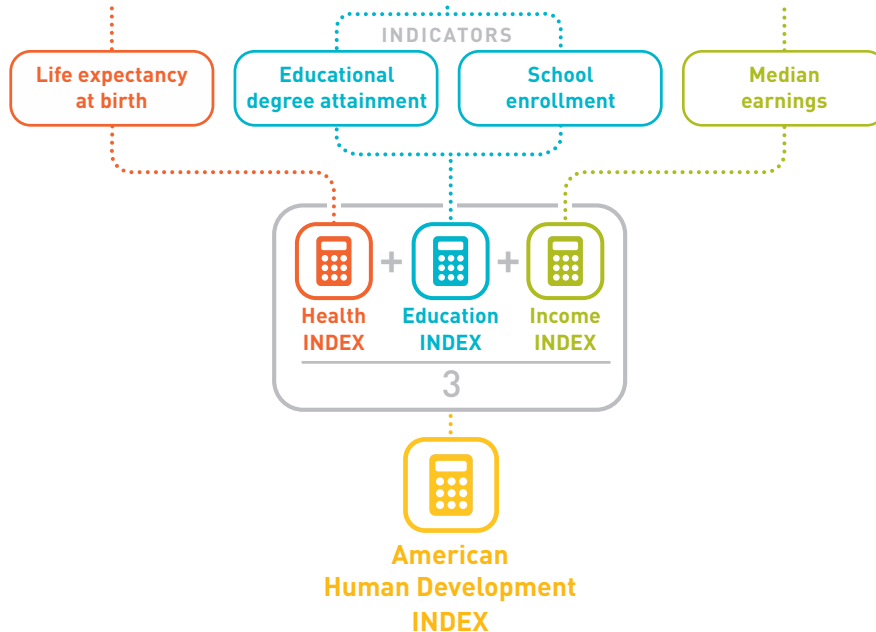 INDICATORS
Life expectancy
at birth
Educational
degree attainment
School
enrollment
Median
earnings
+
+
Health
INDEX
Education
INDEX
Income
INDEX
3
American
Human Development
INDEX